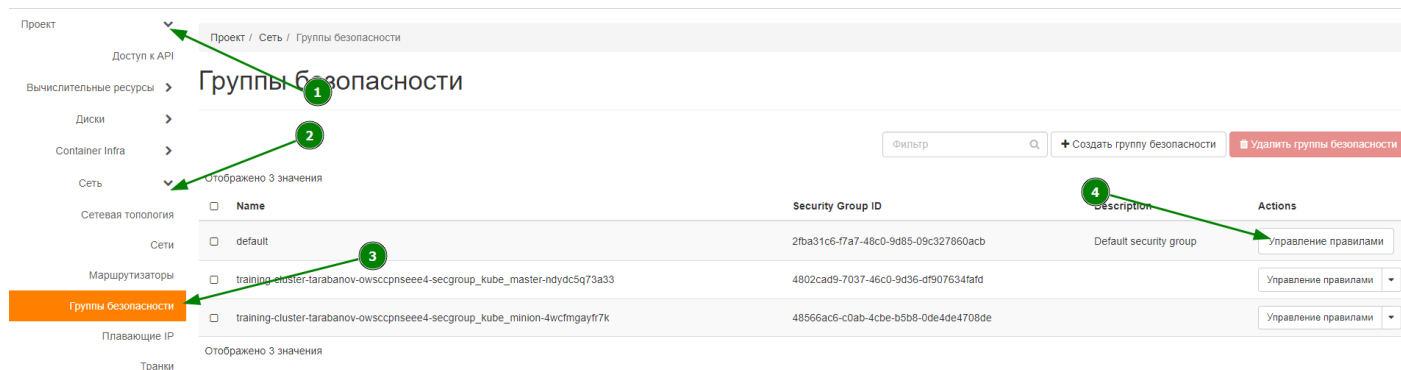 Проект
Доступ к API
Вычислительные ресурсы
Диски
Container Infra
Сеть
Сетевая топология
Сети
Маршрутизаторы
Группы безопасности
Плавающие IP
Транки
Проект / Сеть / Группы безопасности
Группы безопасности
1
2
3
4
Фильтр
+ Создать группу безопасности
Удалить группы безопасности
Отображено 3 значения
Name Security Group ID Description Actions
default 2fba31c6-f7a7-48c0-9d85-09c327860acb Default security group Управление правилами
training-cluster-tarabanov-owsccpnseee4-secgroup_kube_master-ndydc5q73a33 4802cad9-7037-46c0-9d36-df907634fafd Управление правилами
training-cluster-tarabanov-owsccpnseee4-secgroup_kube_minion-4wcfmgayfr7k 48566ac6-c0ab-4cbe-b5b8-0de4de4708de Управление правилами
Отображено 3 значения